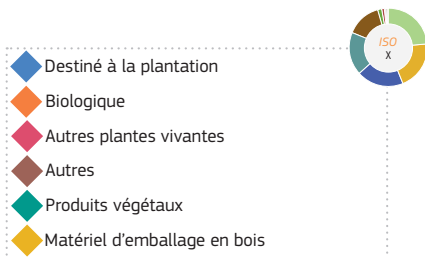 ISO
X
Destiné à la plantation
Biologique
Autres plantes vivantes
Autres
Produits végétaux
Matériel d'emballage en bois